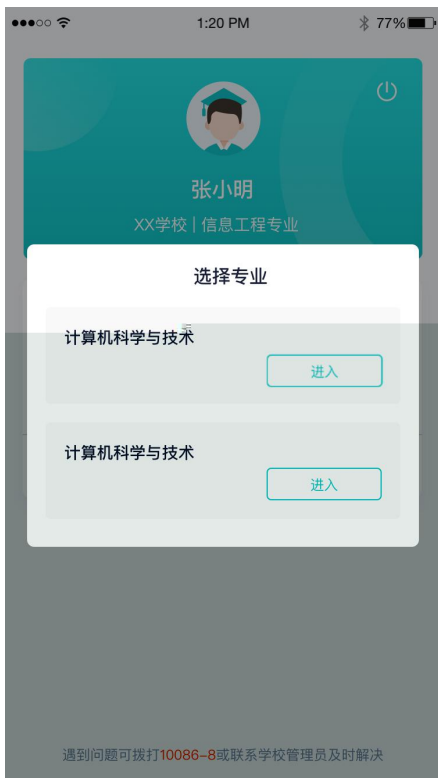 1:20 PM
77%
张小明
XX学校 | 信息工程专业
选择专业
计算机科学与技术
进入
计算机科学与技术
进入
遇到问题可拨打10086-8或联系学校管理员及时解决